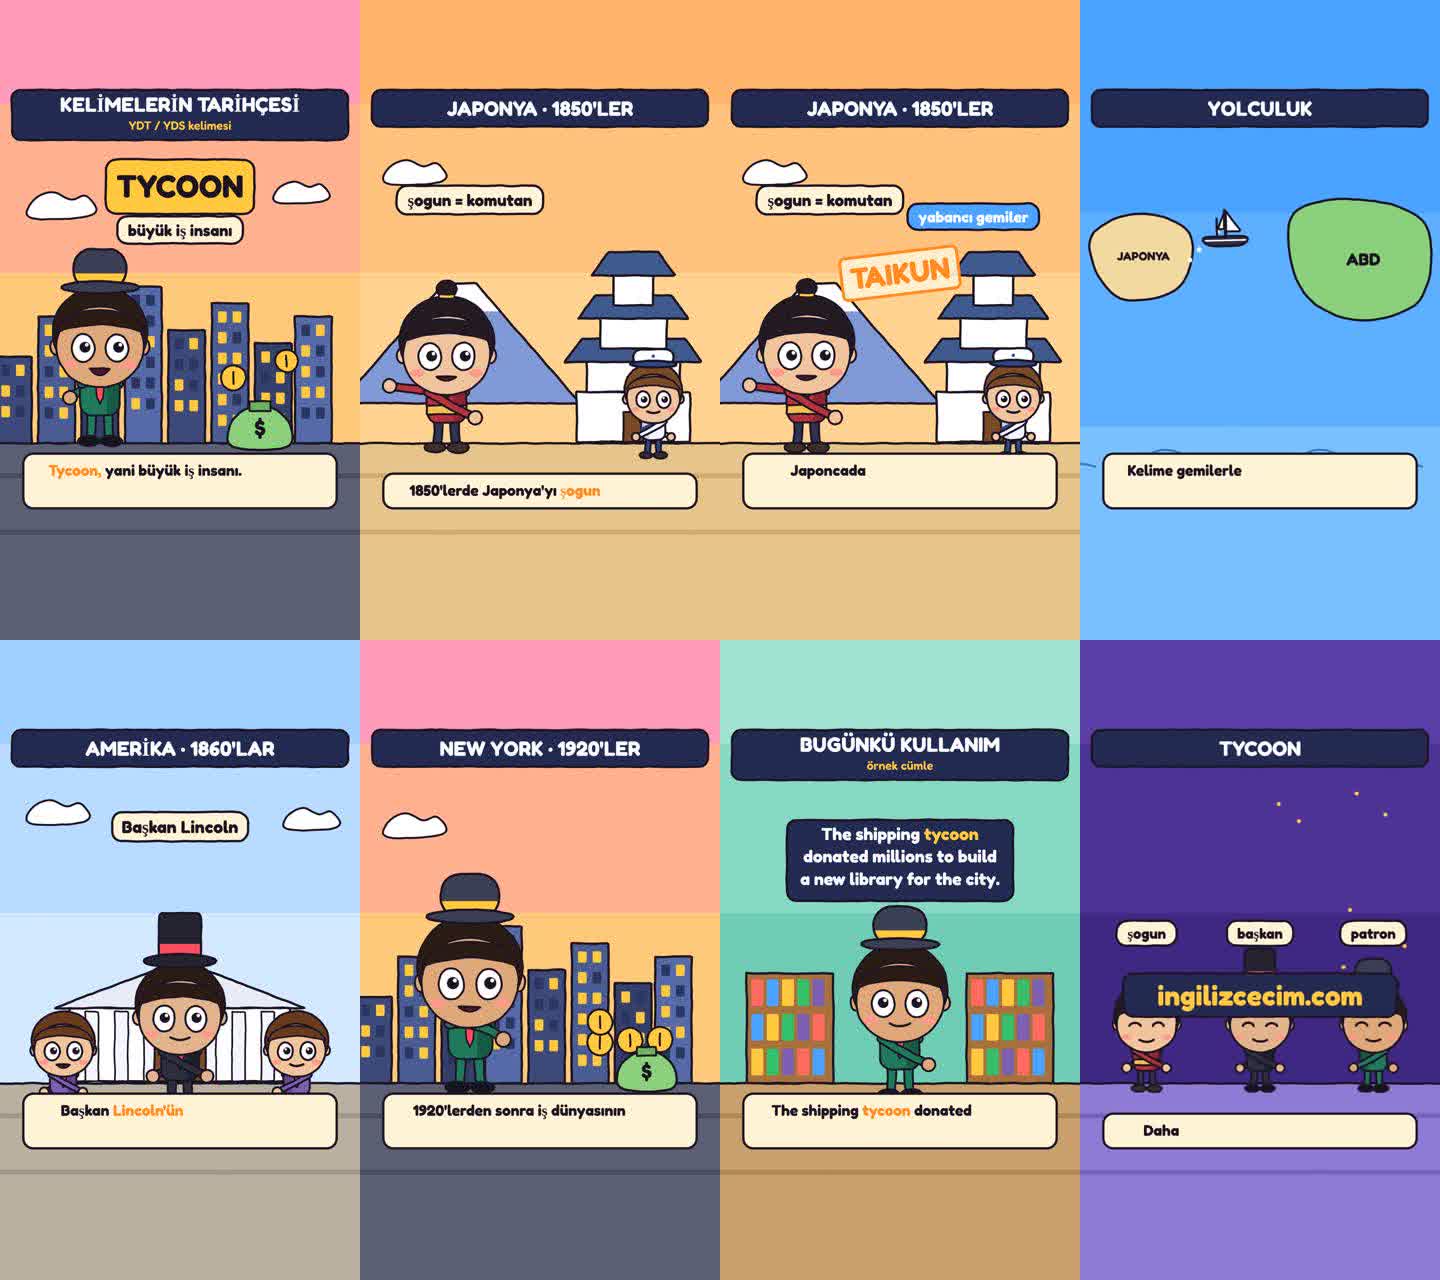 KELİMELERİN TARİHÇESİ
YDT / YDS kelimesi
TYCOON
büyük iş insanı
$
Tycoon, yani büyük iş insanı.
JAPONYA · 1850'LER
şogun = komutan
1850'lerde Japonya'yı şogun
JAPONYA · 1850'LER
şogun = komutan
yabancı gemiler
TAIKUN
Japoncada
YOLCULUK
JAPONYA
ABD
Kelime gemilerle
AMERİKA · 1860'LAR
Başkan Lincoln
Başkan Lincoln'ün
NEW YORK · 1920'LER
$
1920'lerden sonra iş dünyasının
BUGÜNKÜ KULLANIM
örnek cümle
The shipping tycoon
donated millions to build
a new library for the city.
The shipping tycoon donated
TYCOON
şogun
başkan
patron
ingilizcecim.com
Daha